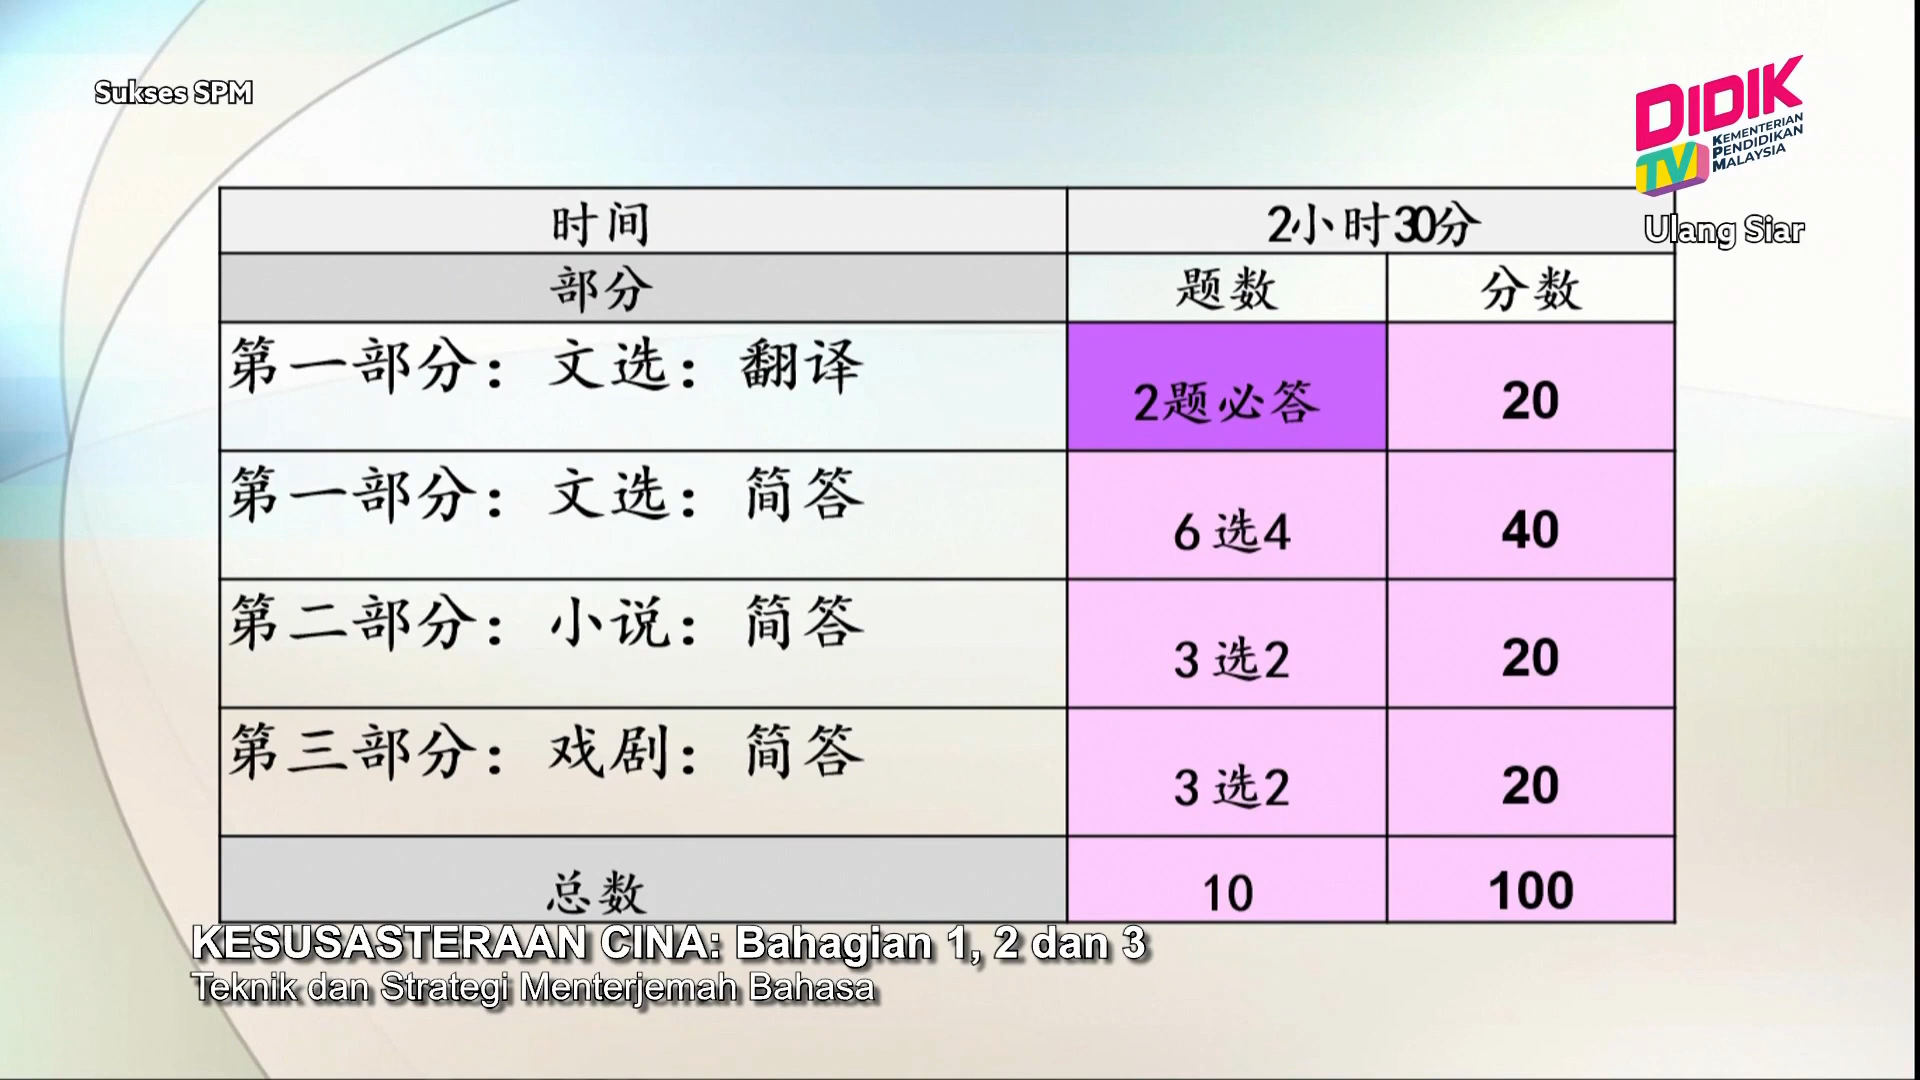 Sukses SPM
DIDIK
TV
KEMENTERIAN
PENDIDIKAN
MALAYSIA
Ulang Siar
时间 2小时30分
部分 题数 分数
第一部分：文选：翻译 2题必答 20
第一部分：文选：简答 6选4 40
第二部分：小说：简答 3选2 20
第三部分：戏剧：简答 3选2 20
总数 10 100
KESUSASTERAAN CINA: Bahagian 1, 2 dan 3
Teknik dan Strategi Menterjemah Bahasa